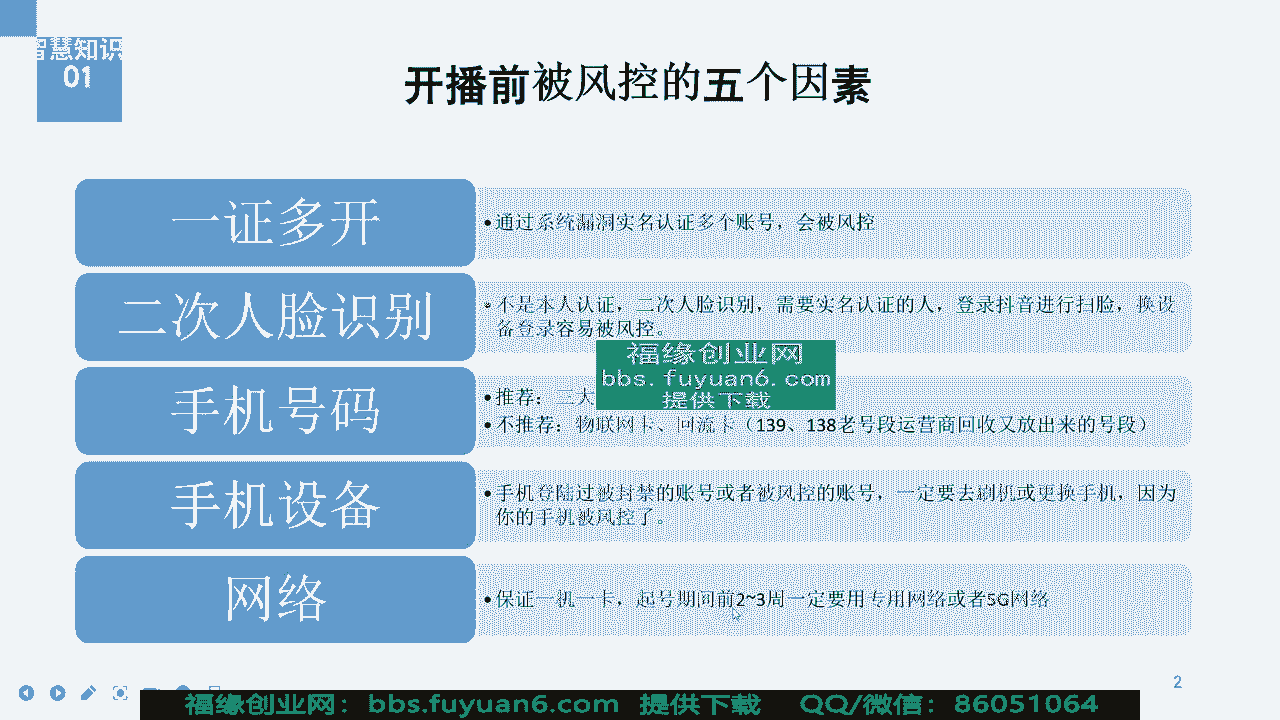 智慧知识
01
开播前被风控的五个因素
一证多开
•通过系统漏洞实名认证多个账号，会被风控
二次人脸识别
•不是本人认证，二次人脸识别，需要实名认证的人，登录抖音进行扫脸，换设
备登录容易被风控。
手机号码
•推荐：三大
•不推荐：物联网卡、回流卡（139、138老号段运营商回收又放出来的号段）
手机设备
•手机登陆过被封禁的账号或者被风控的账号，一定要去刷机或更换手机，因为
你的手机被风控了。
网络
•保证一机一卡，起号期间前2~3周一定要用专用网络或者5G网络
福缘创业网
bbs.fuyuan6.com
提供下载
2
福缘创业网：bbs.fuyuan6.com 提供下载 QQ/微信：86051064